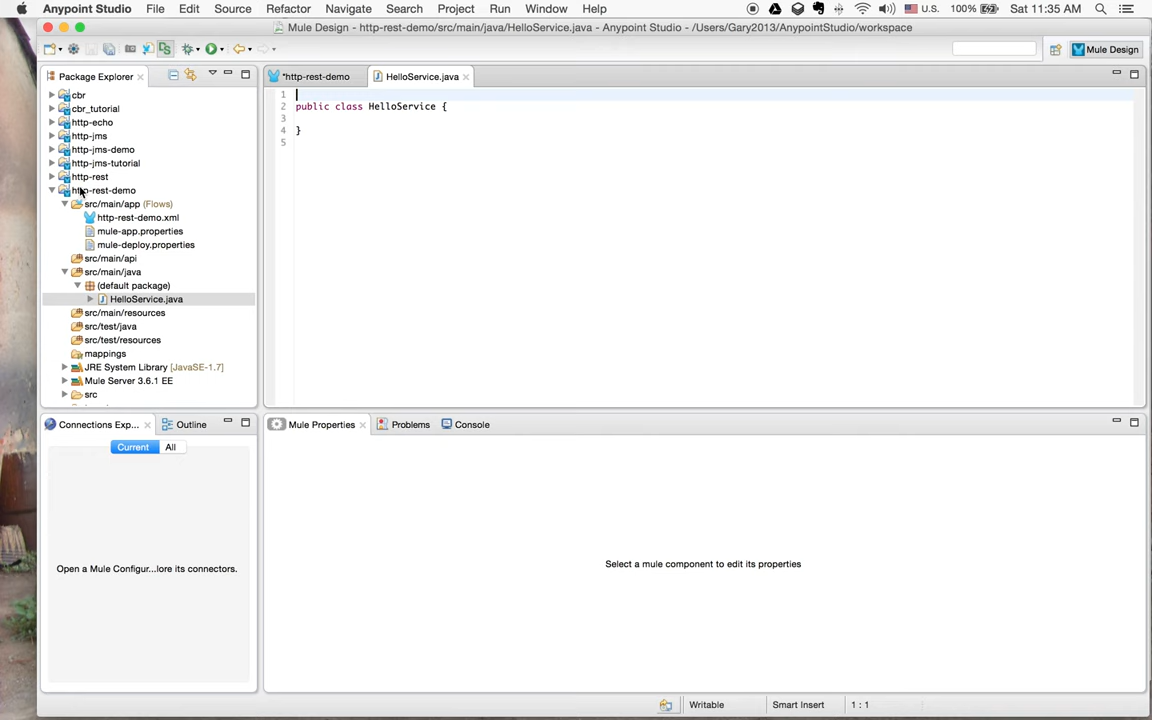 Anypoint Studio File Edit Source Refactor Navigate Search Project Run Window Help 100% U.S. Sat 11:35 AM
Mule Design - http-rest-demo/src/main/java/HelloService.java - Anypoint Studio - /Users/Gary2013/AnypointStudio/workspace
Mule Design
Package Explorer
*http-rest-demo
HelloService.java
cbr
cbr_tutorial
http-echo
http-jms
http-jms-demo
http-jms-tutorial
http-rest
http-rest-demo
src/main/app (Flows)
http-rest-demo.xml
mule-app.properties
mule-deploy.properties
src/main/api
src/main/java
(default package)
HelloService.java
src/main/resources
src/test/java
src/test/resources
mappings
JRE System Library [JavaSE-1.7]
Mule Server 3.6.1 EE
src
1
2 public class HelloService {
3
4 }
5
Connections Exp...
Outline
Current All
Open a Mule Configur...lore its connectors.
Mule Properties
Problems
Console
Select a mule component to edit its properties
Writable
Smart Insert
1 : 1